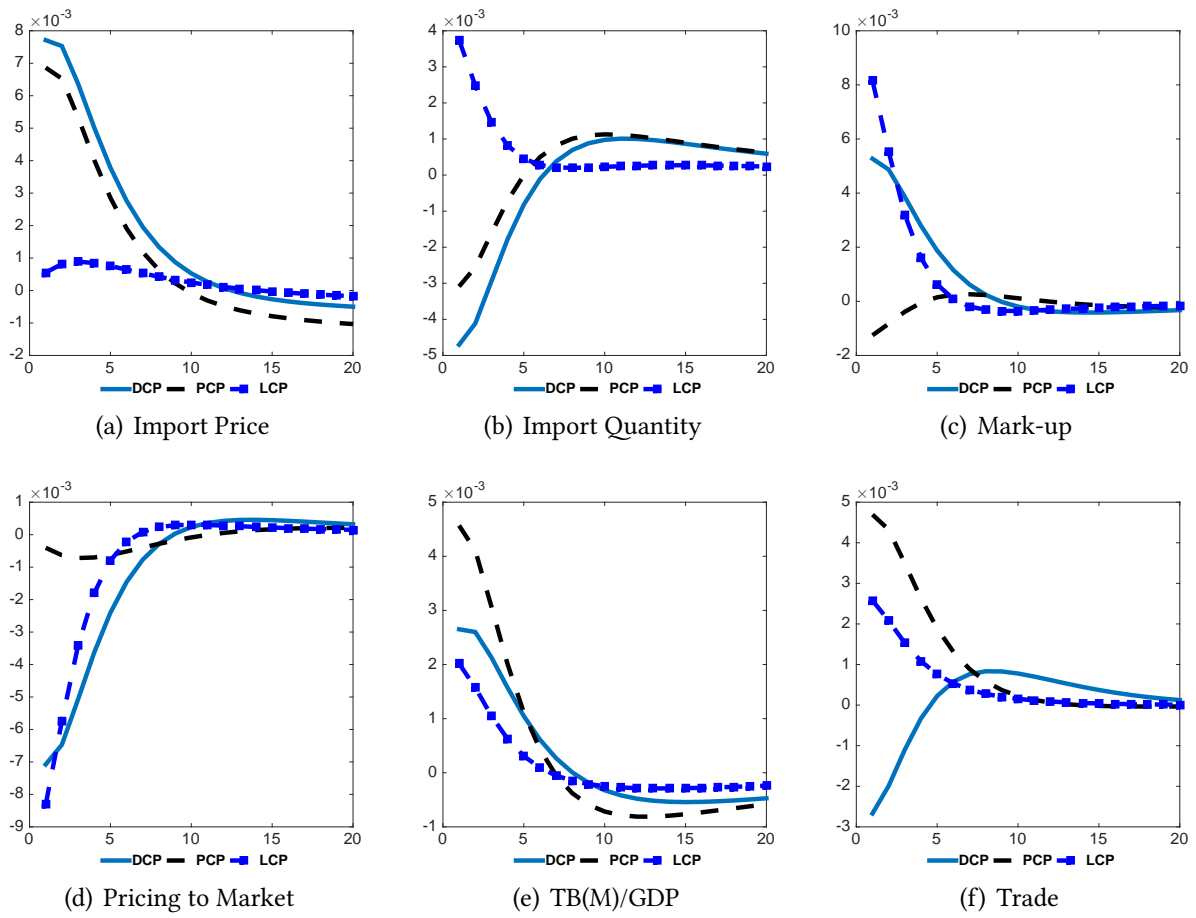 ×10⁻³ ×10⁻³ ×10⁻³
8 4 10
7 3 8
6 2 6
5 1 4
4 0 2
3 -1 0
2 -2 -2
1 -3
0 -4
-1 -5
-2
0 5 10 15 20 0 5 10 15 20 0 5 10 15 20
DCP PCP LCP DCP PCP LCP DCP PCP LCP
(a) Import Price (b) Import Quantity (c) Mark-up
×10⁻³ ×10⁻³ ×10⁻³
1 5 5
0 4 4
-1 3 3
-2 2 2
-3 1 1
-4 0 0
-5 -1 -1
-6 -2
-7 -3
-8
-9
0 5 10 15 20 0 5 10 15 20 0 5 10 15 20
DCP PCP LCP DCP PCP LCP DCP PCP LCP
(d) Pricing to Market (e) TB(M)/GDP (f) Trade